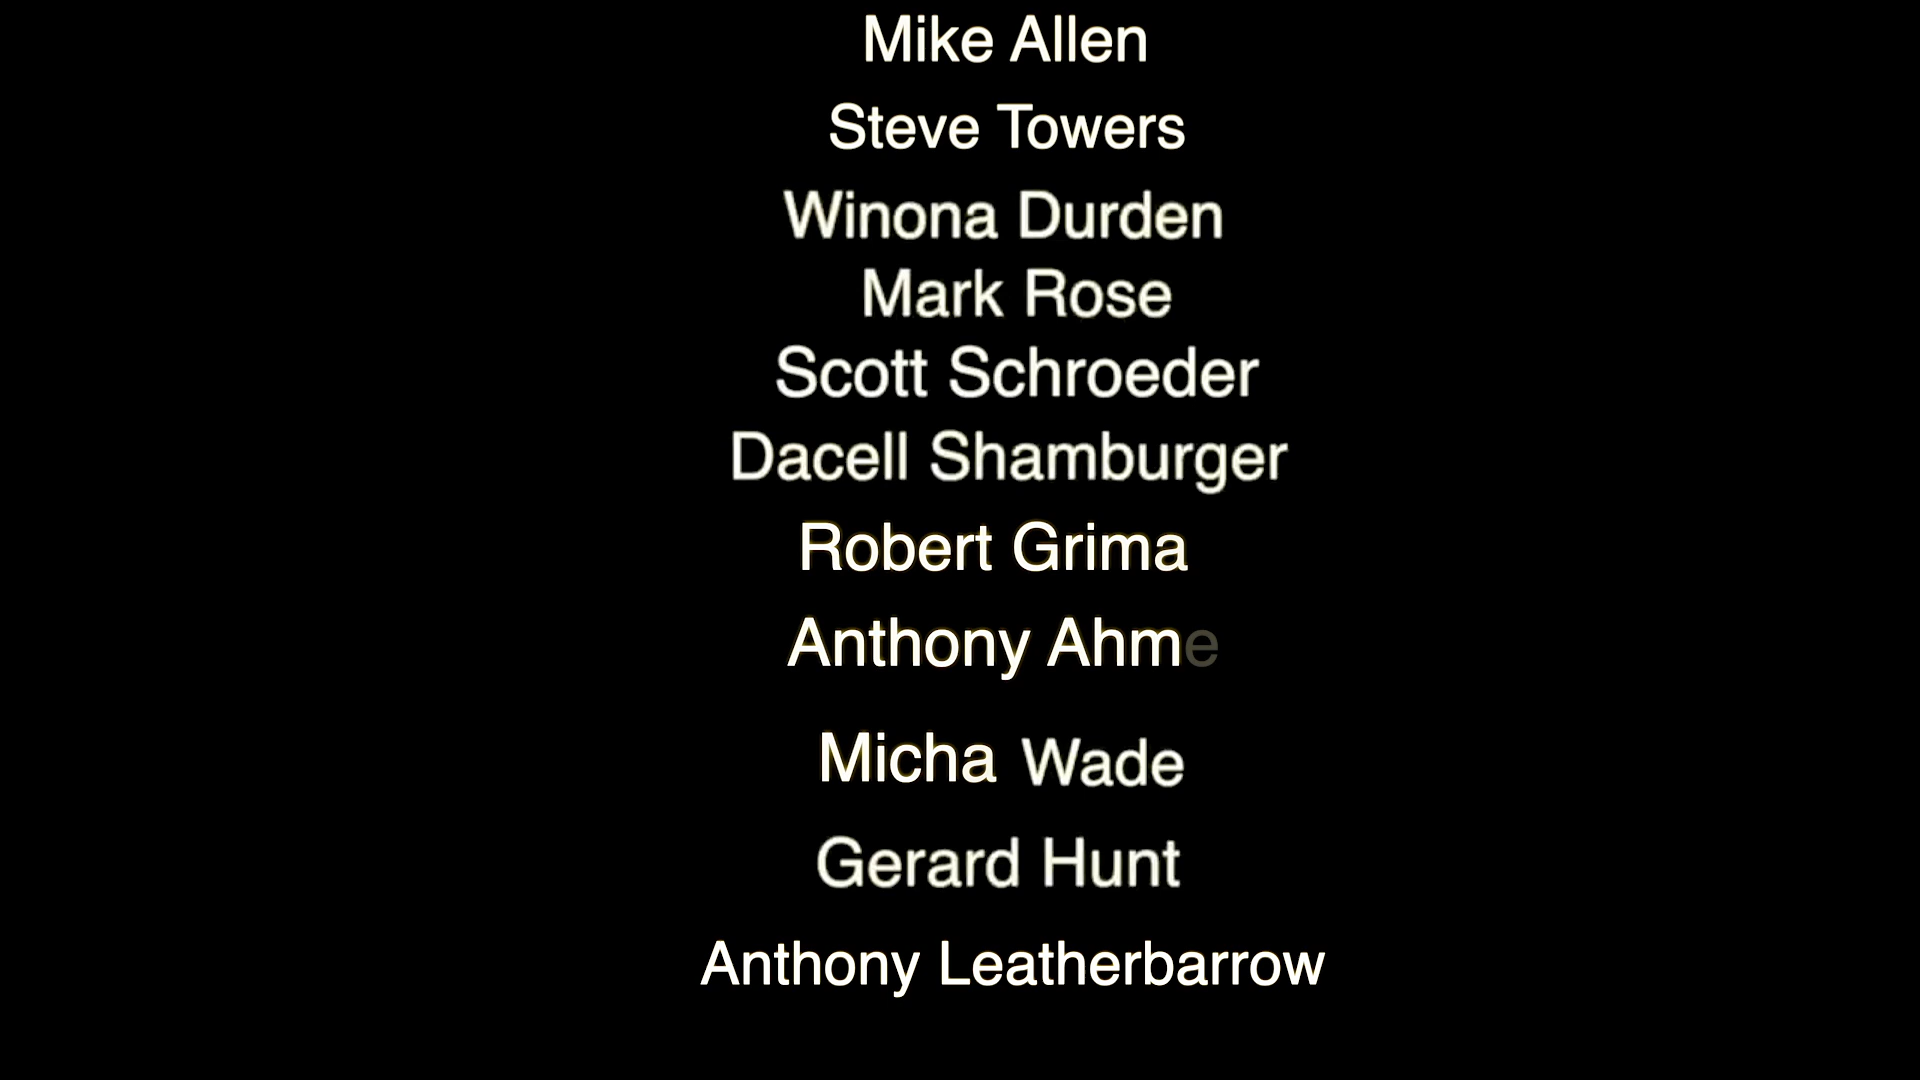 Mike Allen
Steve Towers
Winona Durden
Mark Rose
Scott Schroeder
Dacell Shamburger
Robert Grima
Anthony Ahme
Micha Wade
Gerard Hunt
Anthony Leatherbarrow